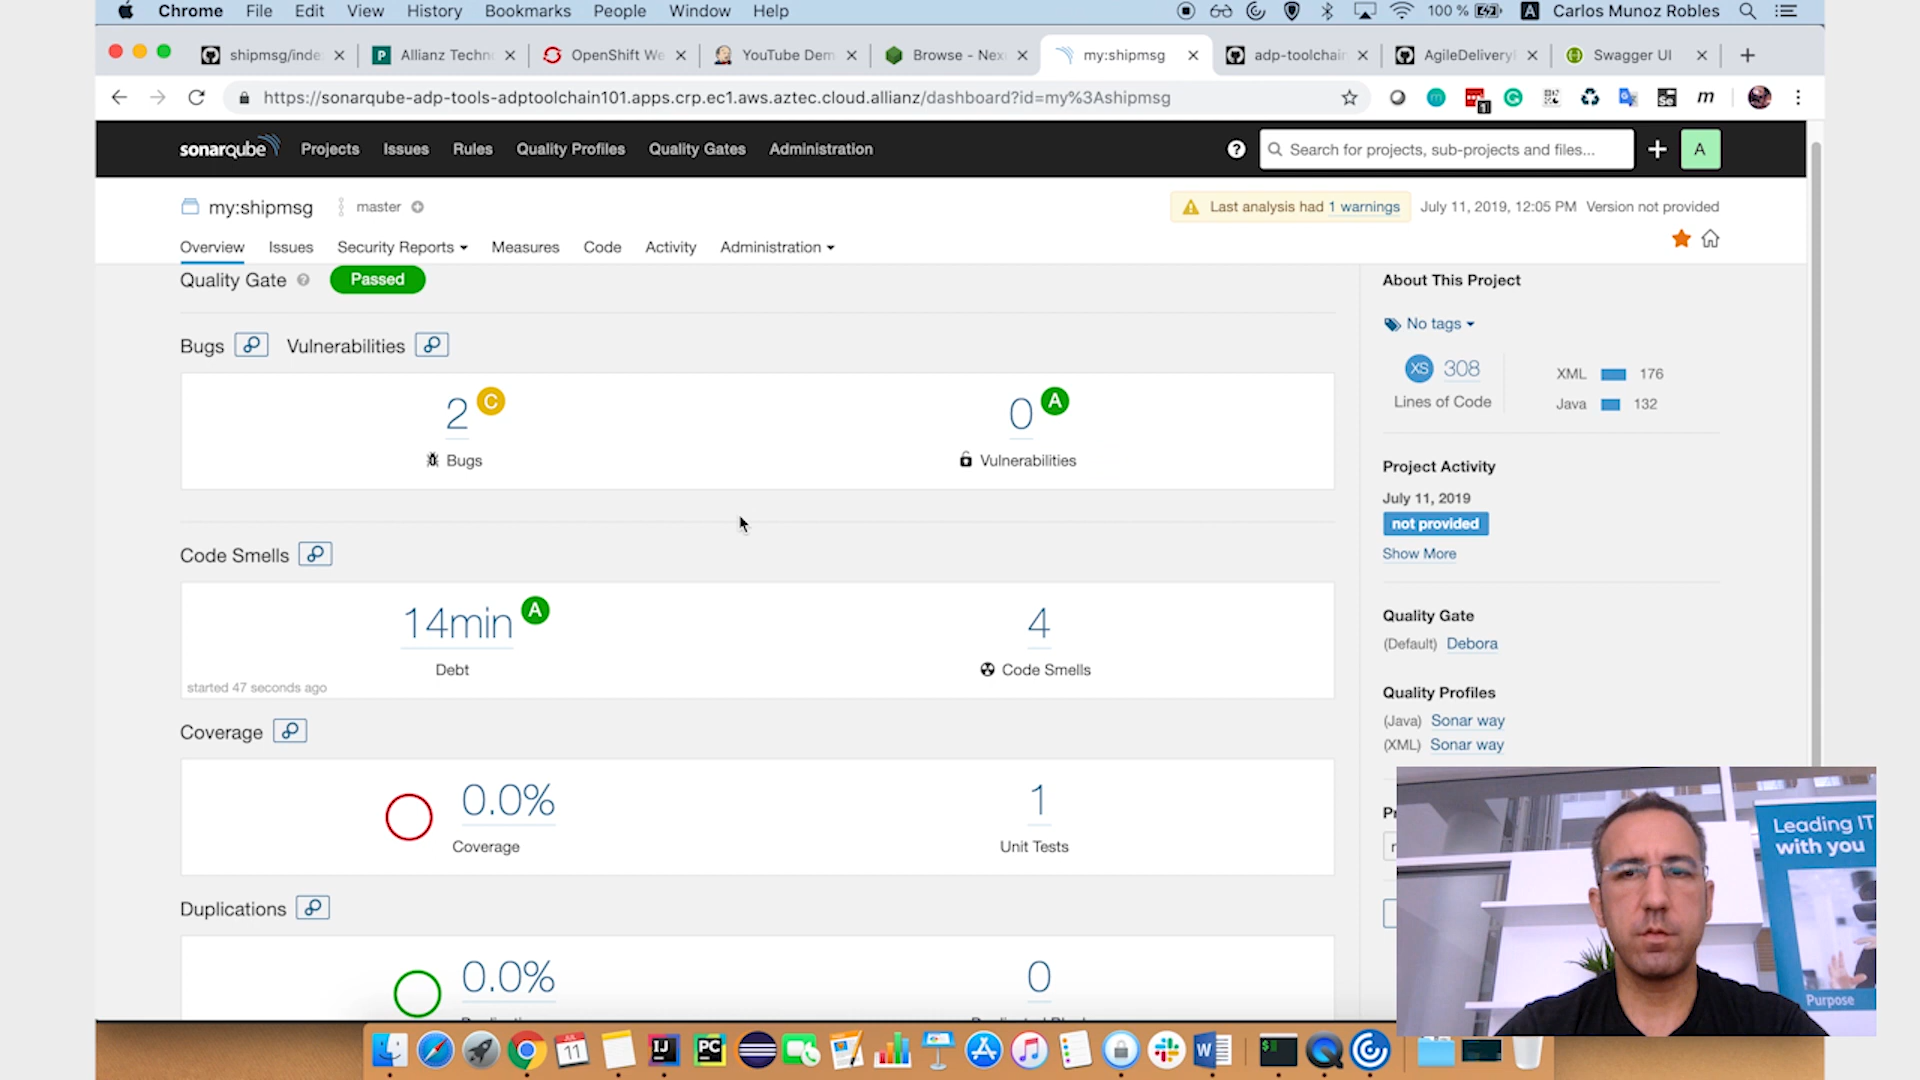 Chrome File Edit View History Bookmarks People Window Help 100 % A Carlos Munoz Robles
shipmsg/inde Allianz Techn OpenShift We YouTube Dem Browse - Nex my:shipmsg adp-toolchain AgileDelivery Swagger UI
https://sonarqube-adp-tools-adptoolchain101.apps.crp.ec1.aws.aztec.cloud.allianz/dashboard?id=my%3Ashipmsg
sonarqube Projects Issues Rules Quality Profiles Quality Gates Administration ? Search for projects, sub-projects and files... + A
my:shipmsg master Last analysis had 1 warnings July 11, 2019, 12:05 PM Version not provided
Overview Issues Security Reports Measures Code Activity Administration
Quality Gate ? Passed
Bugs Vulnerabilities
2 C 0 A
Bugs Vulnerabilities
Code Smells
14min A 4
Debt Code Smells
started 47 seconds ago
Coverage
0.0% 1
Coverage Unit Tests
Duplications
0.0% 0
About This Project
No tags
XS 308 XML 176
Lines of Code Java 132
Project Activity
July 11, 2019
not provided
Show More
Quality Gate
(Default) Debora
Quality Profiles
(Java) Sonar way
(XML) Sonar way
Leading IT
with you
Purpose
11
IJ
PC
W